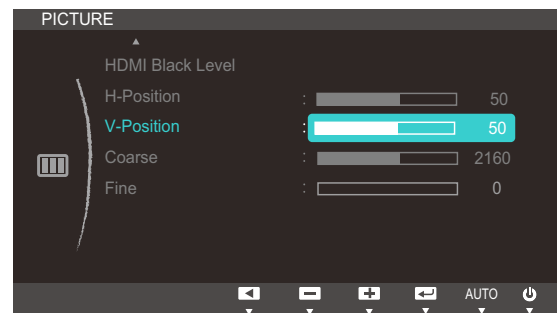 PICTURE
HDMI Black Level
H-Position : 50
V-Position : 50
Coarse : 2160
Fine : 0
AUTO